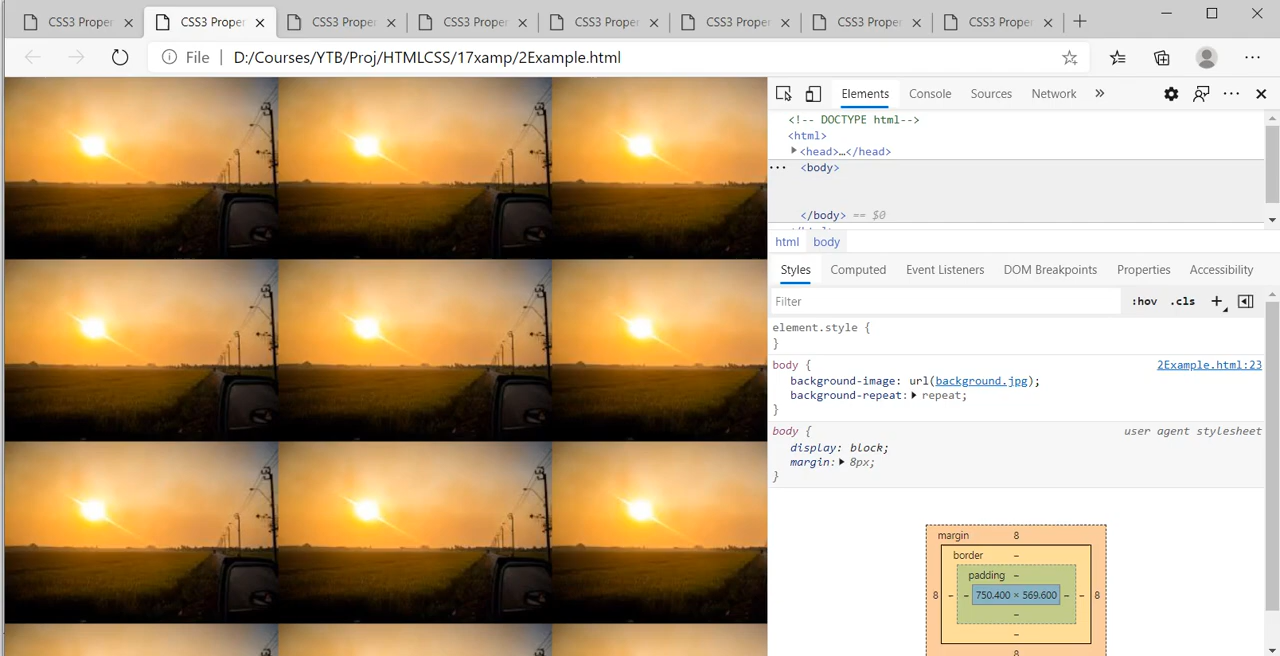 CSS3 Proper CSS3 Proper CSS3 Proper CSS3 Proper CSS3 Proper CSS3 Proper CSS3 Proper CSS3 Proper
File D:/Courses/YTB/Proj/HTMLCSS/17xamp/2Example.html
Elements Console Sources Network
<!-- DOCTYPE html-->
<html>
<head>…</head>
<body>
</body> == $0
html body
Styles Computed Event Listeners DOM Breakpoints Properties Accessibility
Filter :hov .cls
element.style {
}
body { 2Example.html:23
background-image: url(background.jpg);
background-repeat: repeat;
}
body { user agent stylesheet
display: block;
margin: 8px;
}
margin 8
border –
padding –
8 – – 750.400 × 569.600 – – 8
–
–
8